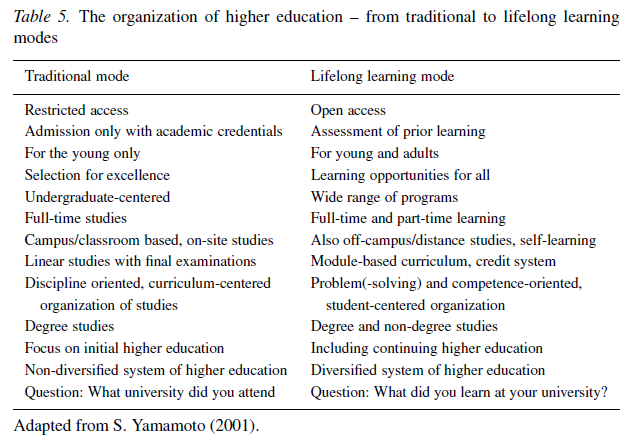 Table 5. The organization of higher education – from traditional to lifelong learning
modes
Traditional mode Lifelong learning mode
Restricted access Open access
Admission only with academic credentials Assessment of prior learning
For the young only For young and adults
Selection for excellence Learning opportunities for all
Undergraduate-centered Wide range of programs
Full-time studies Full-time and part-time learning
Campus/classroom based, on-site studies Also off-campus/distance studies, self-learning
Linear studies with final examinations Module-based curriculum, credit system
Discipline oriented, curriculum-centered Problem(-solving) and competence-oriented,
organization of studies student-centered organization
Degree studies Degree and non-degree studies
Focus on initial higher education Including continuing higher education
Non-diversified system of higher education Diversified system of higher education
Question: What university did you attend Question: What did you learn at your university?
Adapted from S. Yamamoto (2001).